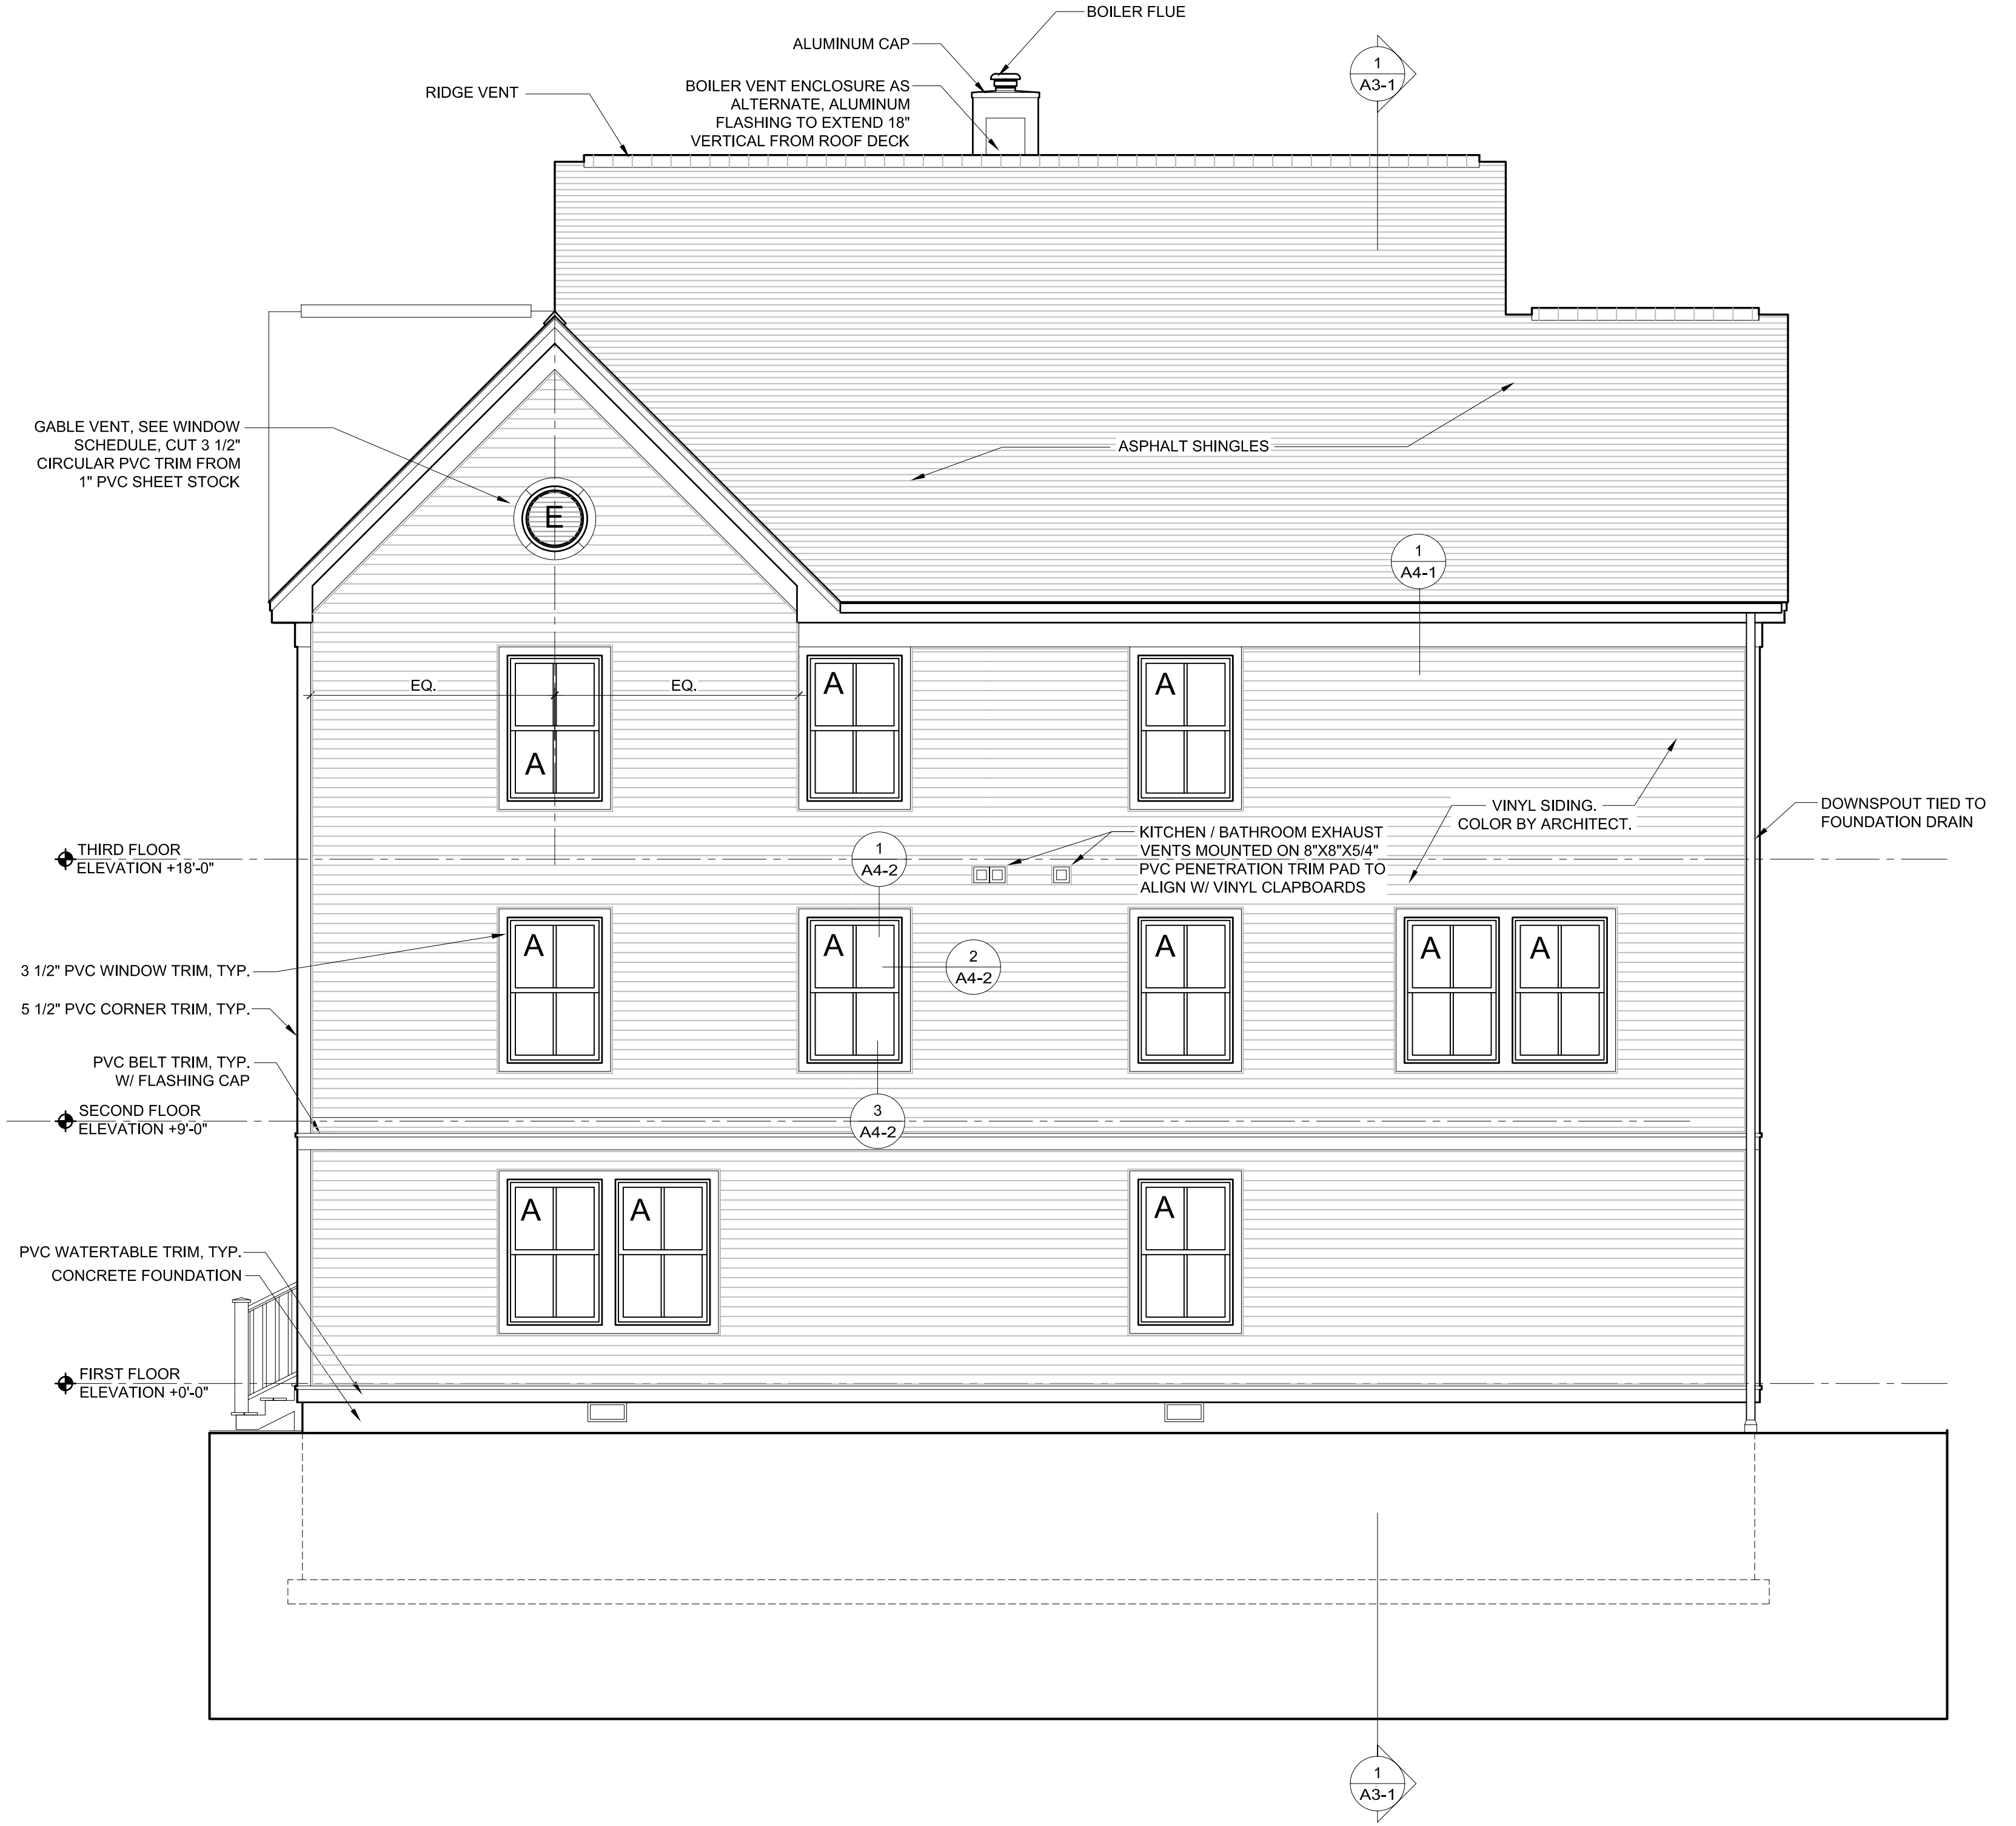 BOILER FLUE
ALUMINUM CAP
1
A3-1
RIDGE VENT
BOILER VENT ENCLOSURE AS
ALTERNATE, ALUMINUM
FLASHING TO EXTEND 18"
VERTICAL FROM ROOF DECK
GABLE VENT, SEE WINDOW
SCHEDULE, CUT 3 1/2"
CIRCULAR PVC TRIM FROM
1" PVC SHEET STOCK
ASPHALT SHINGLES
E
1
A4-1
EQ.
EQ.
A
A
A
VINYL SIDING.
COLOR BY ARCHITECT.
DOWNSPOUT TIED TO
FOUNDATION DRAIN
KITCHEN / BATHROOM EXHAUST
VENTS MOUNTED ON 8"X8"X5/4"
PVC PENETRATION TRIM PAD TO
ALIGN W/ VINYL CLAPBOARDS
THIRD FLOOR
ELEVATION +18'-0"
1
A4-2
A
A
A
A
A
2
A4-2
3 1/2" PVC WINDOW TRIM, TYP.
5 1/2" PVC CORNER TRIM, TYP.
PVC BELT TRIM, TYP.
W/ FLASHING CAP
SECOND FLOOR
ELEVATION +9'-0"
3
A4-2
A
A
A
PVC WATERTABLE TRIM, TYP.
CONCRETE FOUNDATION
FIRST FLOOR
ELEVATION +0'-0"
1
A3-1